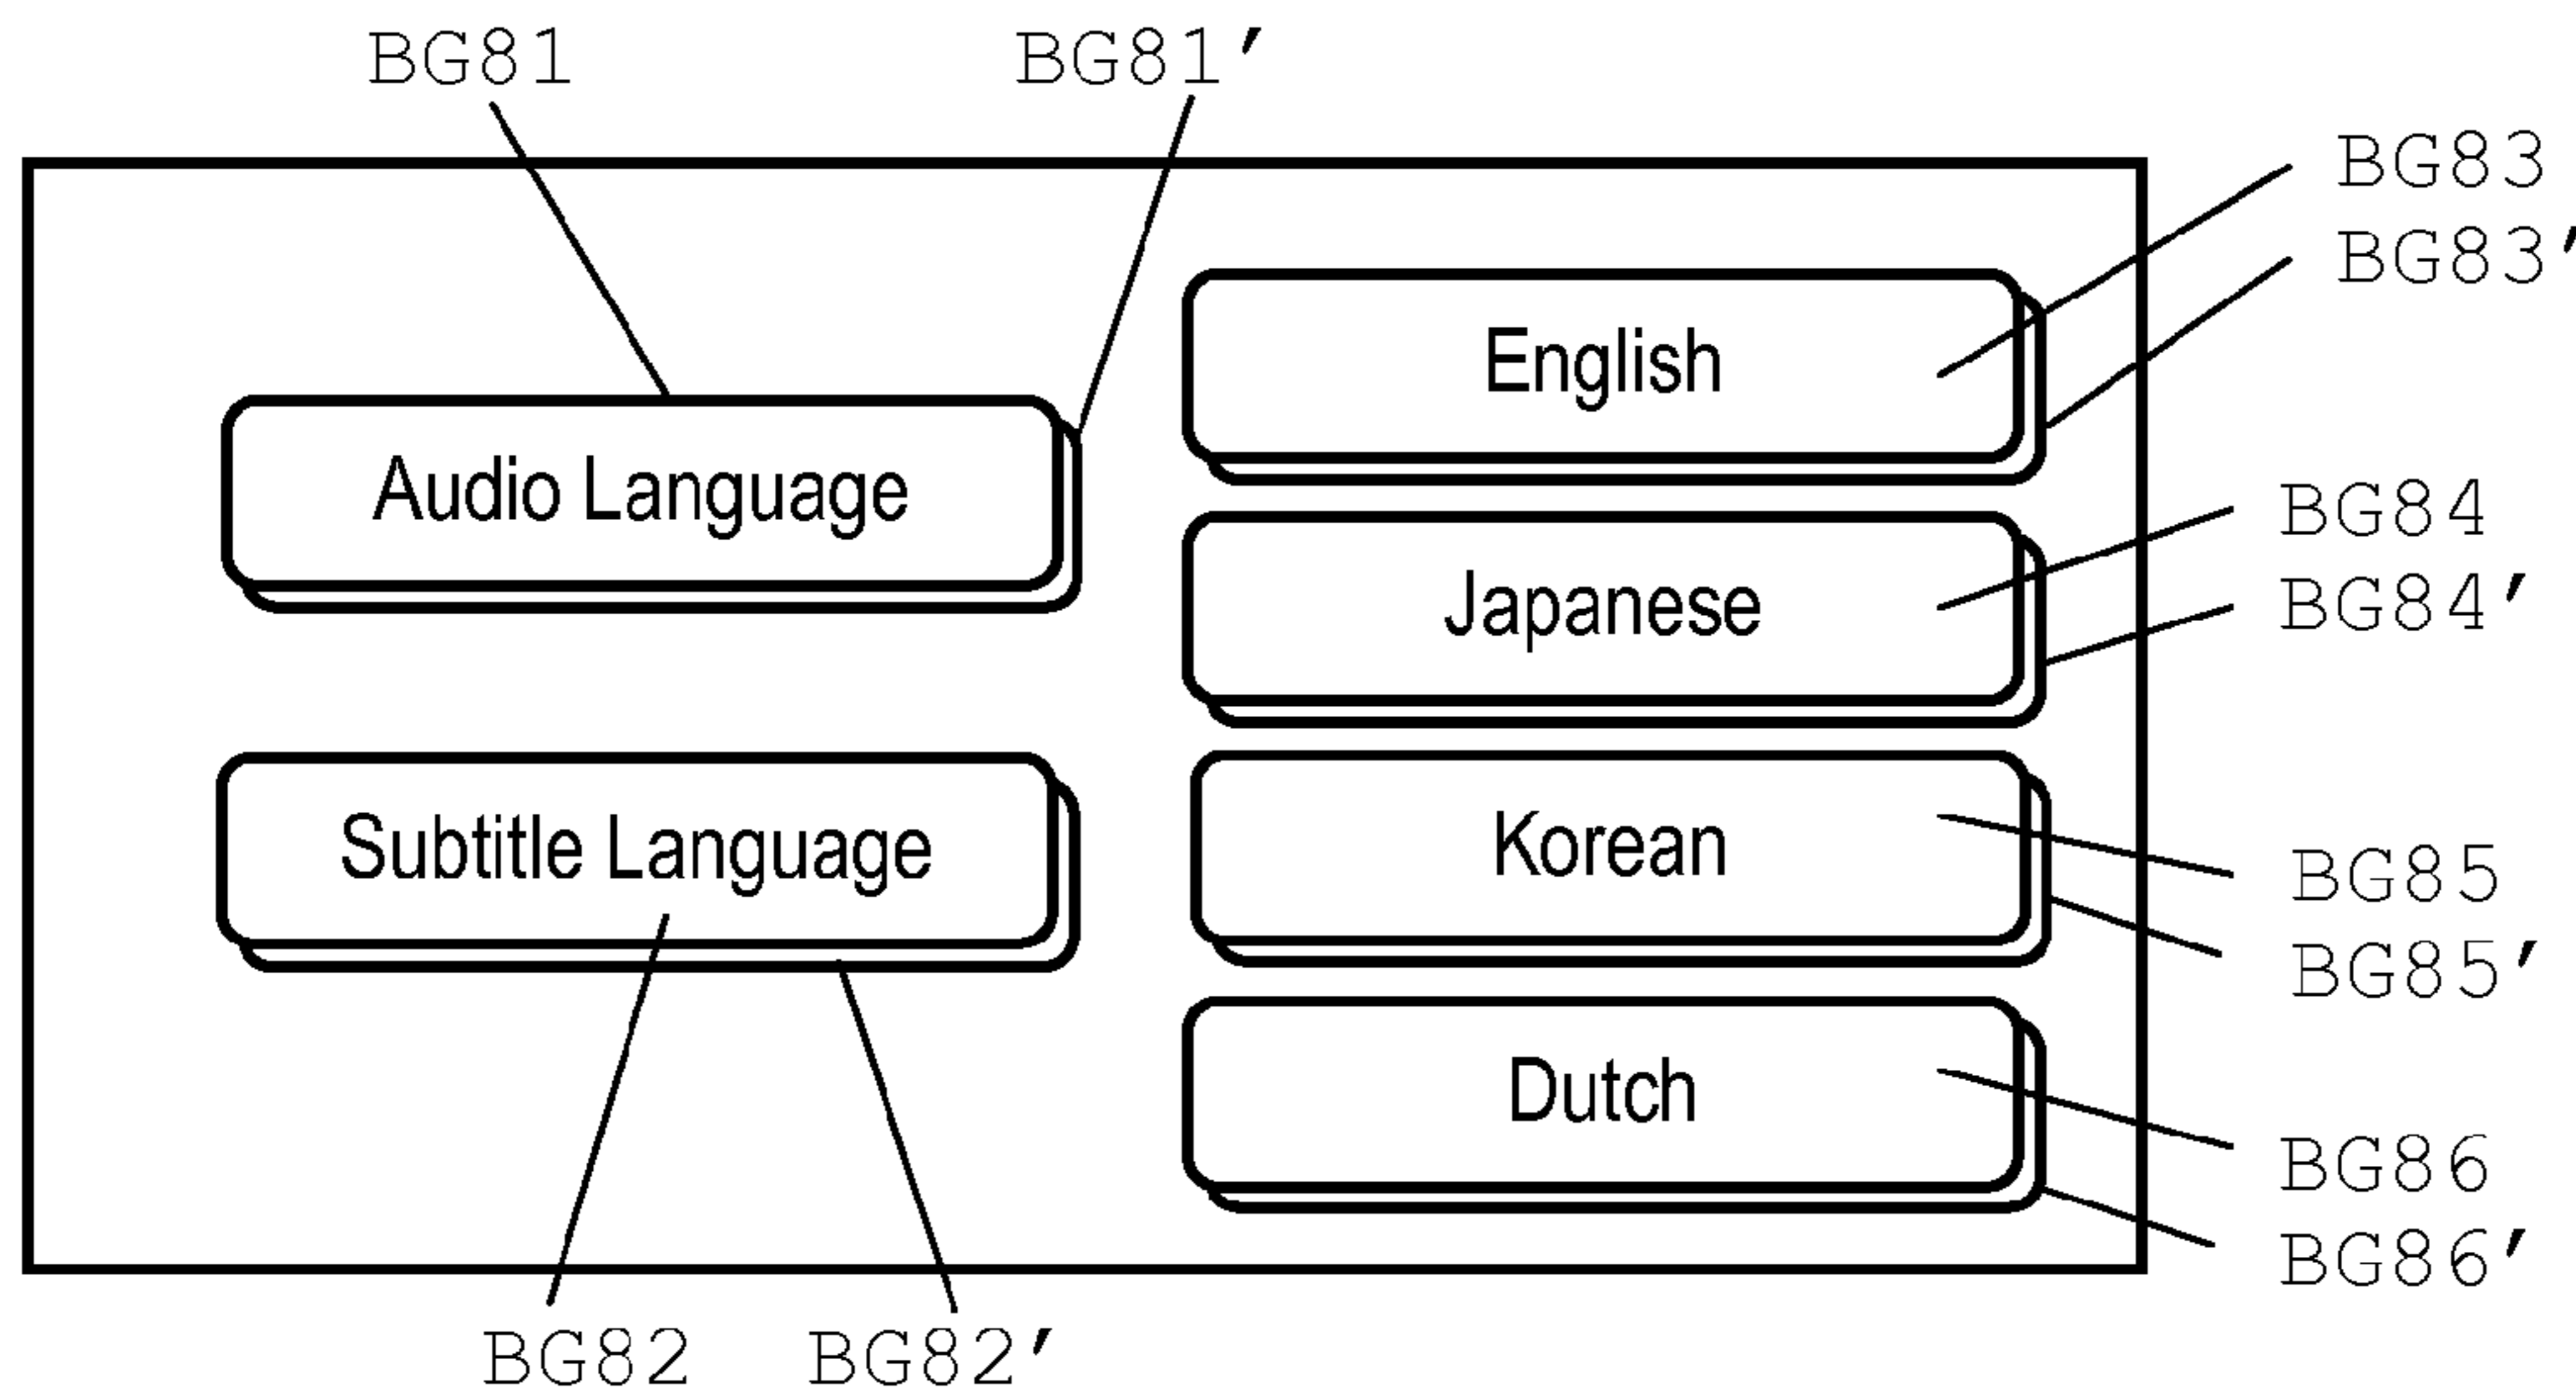 BG81 BG81'
BG83
BG83'
English
Audio Language
BG84
Japanese
BG84'
Korean
Subtitle Language
BG85
BG85'
Dutch
BG86
BG86'
BG82 BG82'